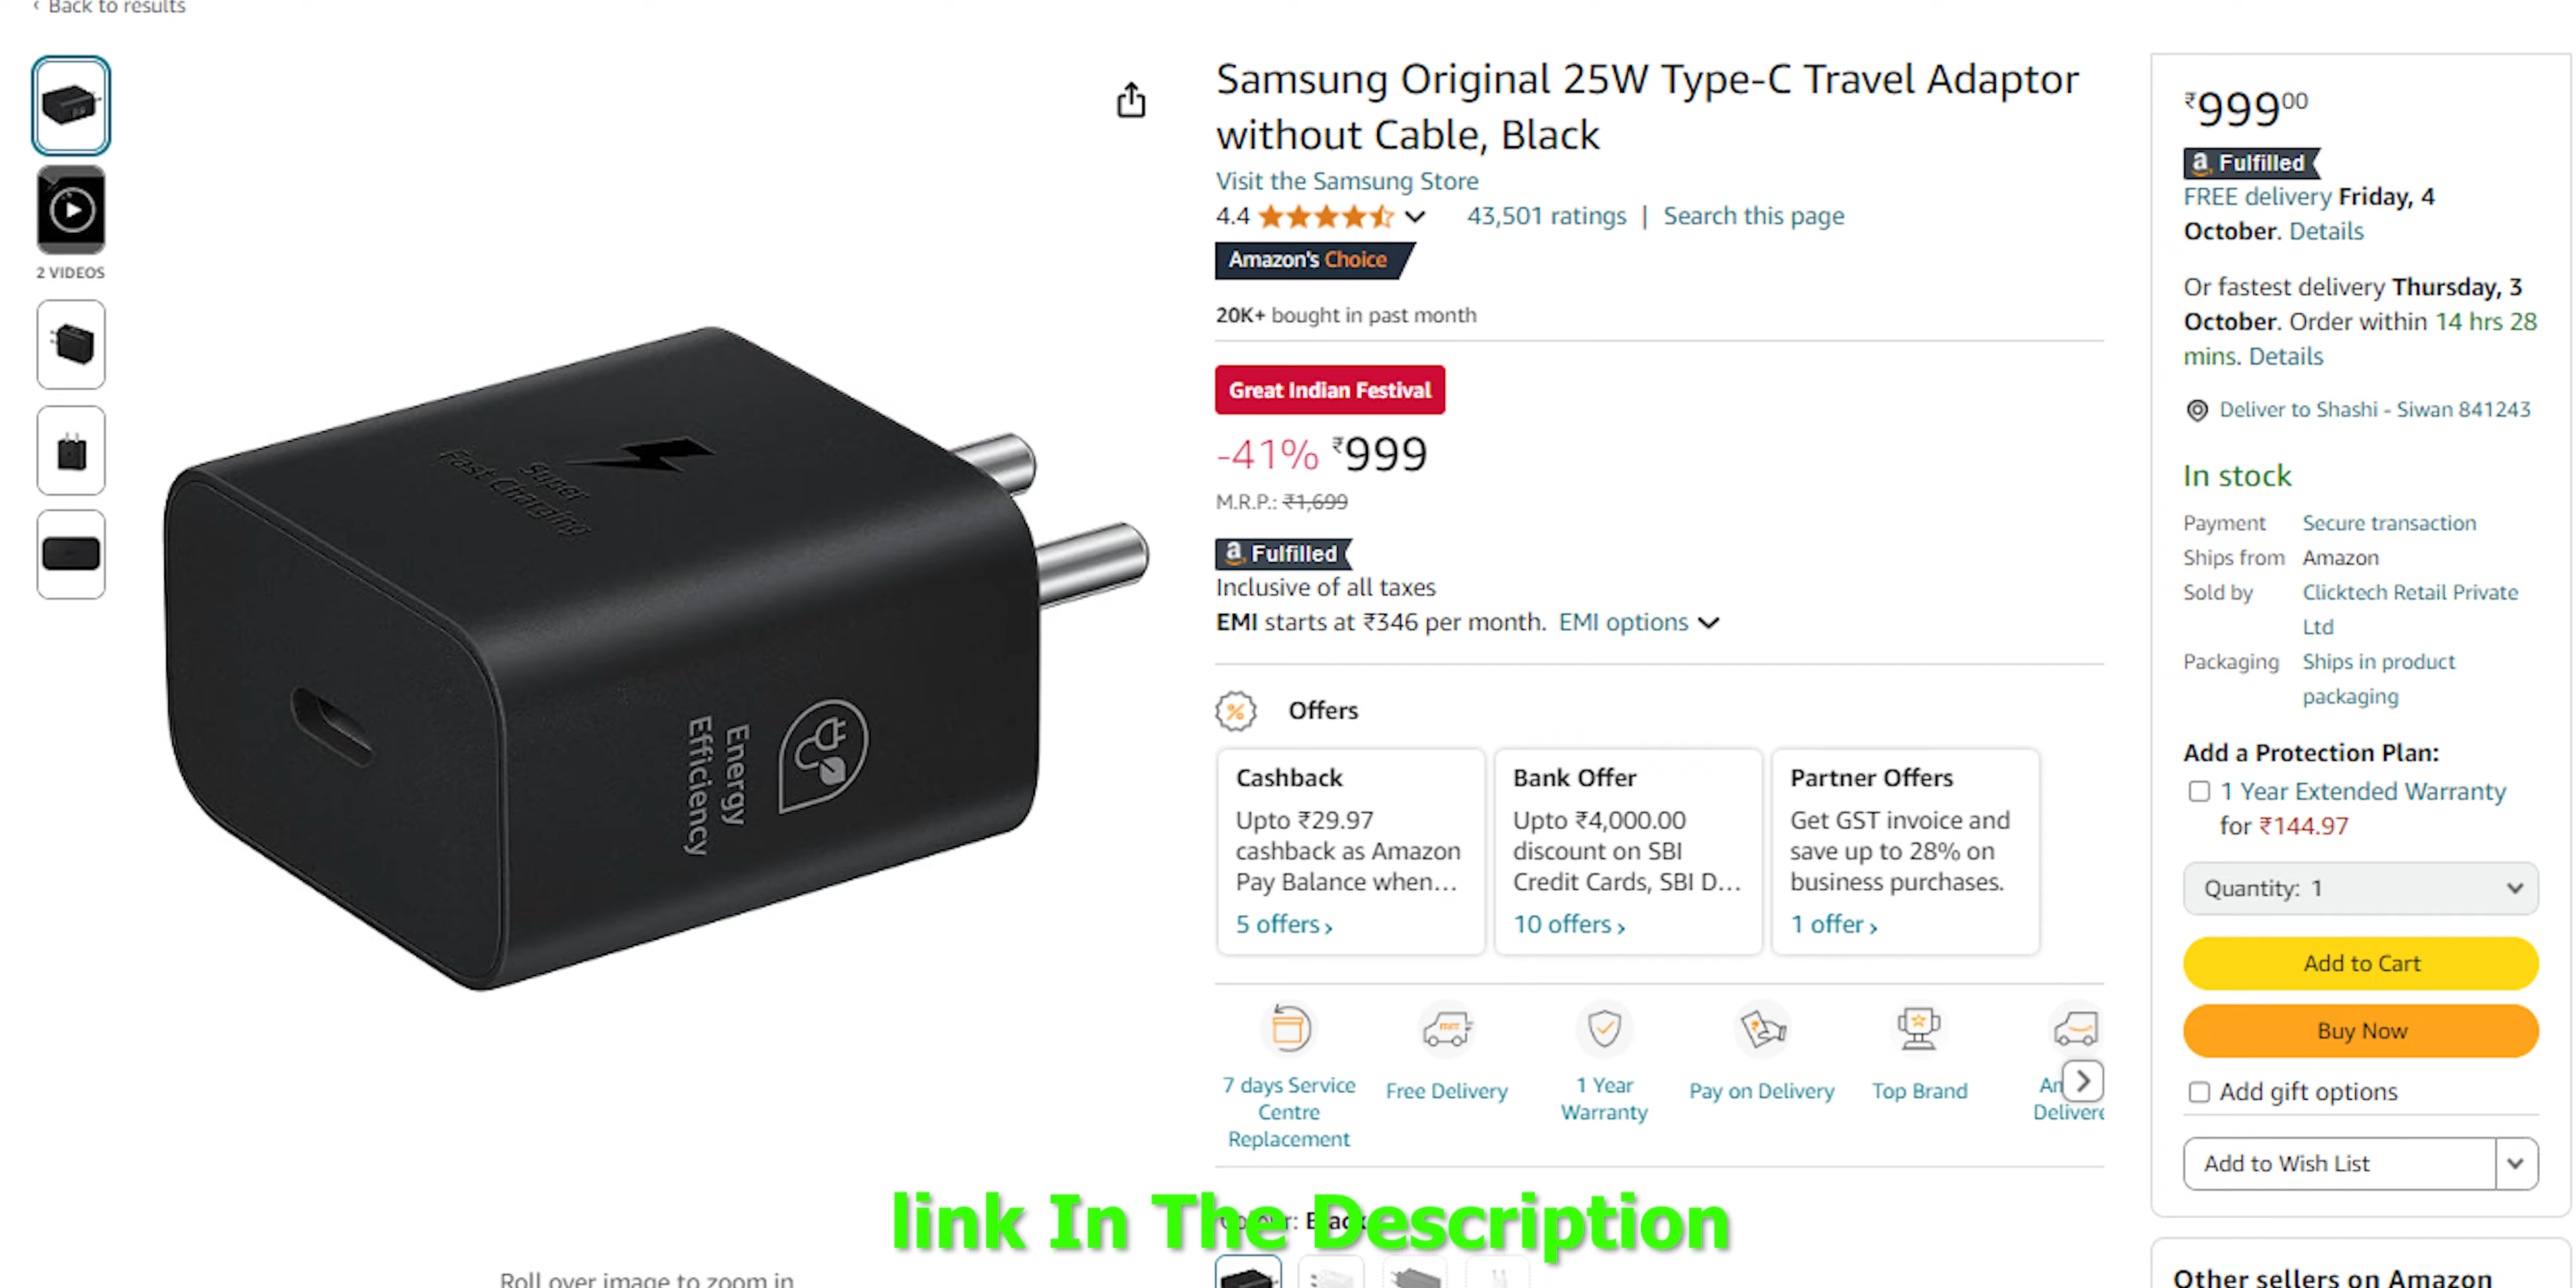 ‹ Back to results
2 VIDEOS
Super
Fast Charging
Energy
Efficiency
Roll over image to zoom in
Samsung Original 25W Type-C Travel Adaptor
without Cable, Black
Visit the Samsung Store
4.4 43,501 ratings | Search this page
Amazon's Choice
20K+ bought in past month
Great Indian Festival
-41% ₹999
M.R.P.: ₹1,699
a Fulfilled
Inclusive of all taxes
EMI starts at ₹346 per month. EMI options
% Offers
Cashback
Upto ₹29.97
cashback as Amazon
Pay Balance when...
5 offers ›
Bank Offer
Upto ₹4,000.00
discount on SBI
Credit Cards, SBI D...
10 offers ›
Partner Offers
Get GST invoice and
save up to 28% on
business purchases.
1 offer ›
7 days Service
Centre
Replacement
Free Delivery
1 Year
Warranty
Pay on Delivery
Top Brand
Black
link In The Description
₹99900
a Fulfilled
FREE delivery Friday, 4
October. Details
Or fastest delivery Thursday, 3
October. Order within 14 hrs 28
mins. Details
Deliver to Shashi - Siwan 841243
In stock
Payment Secure transaction
Ships from Amazon
Sold by Clicktech Retail Private
Ltd
Packaging Ships in product
packaging
Add a Protection Plan:
1 Year Extended Warranty
for ₹144.97
Quantity: 1
Add to Cart
Buy Now
Add gift options
Add to Wish List
Other sellers on Amazon